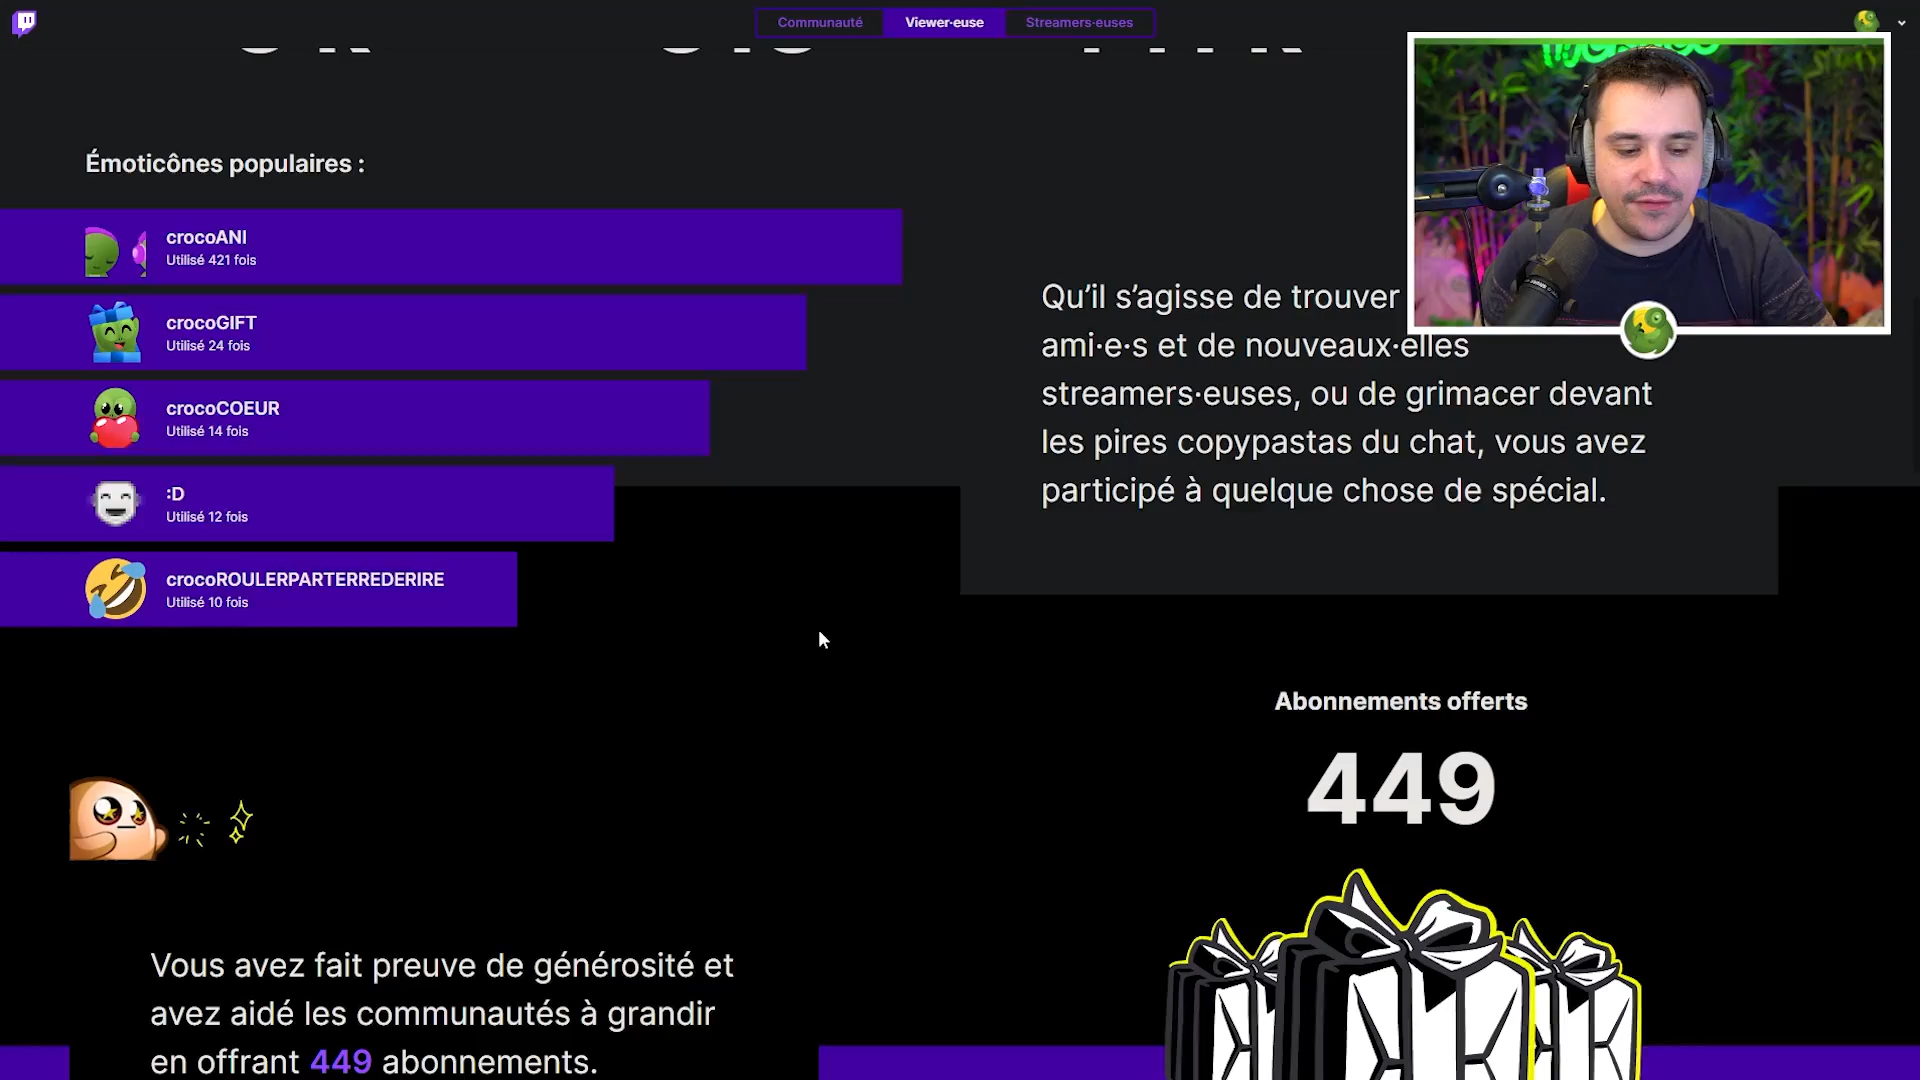 Communauté
Viewer·euse
Streamers·euses
Émoticônes populaires :
crocoANI
Utilisé 421 fois
crocoGIFT
Utilisé 24 fois
crocoCOEUR
Utilisé 14 fois
:D
Utilisé 12 fois
crocoROULERPARTERREDERIRE
Utilisé 10 fois
Qu’il s’agisse de trouver
ami·e·s et de nouveaux·elles
streamers·euses, ou de grimacer devant
les pires copypastas du chat, vous avez
participé à quelque chose de spécial.
Abonnements offerts
449
Vous avez fait preuve de générosité et
avez aidé les communautés à grandir
en offrant 449 abonnements.